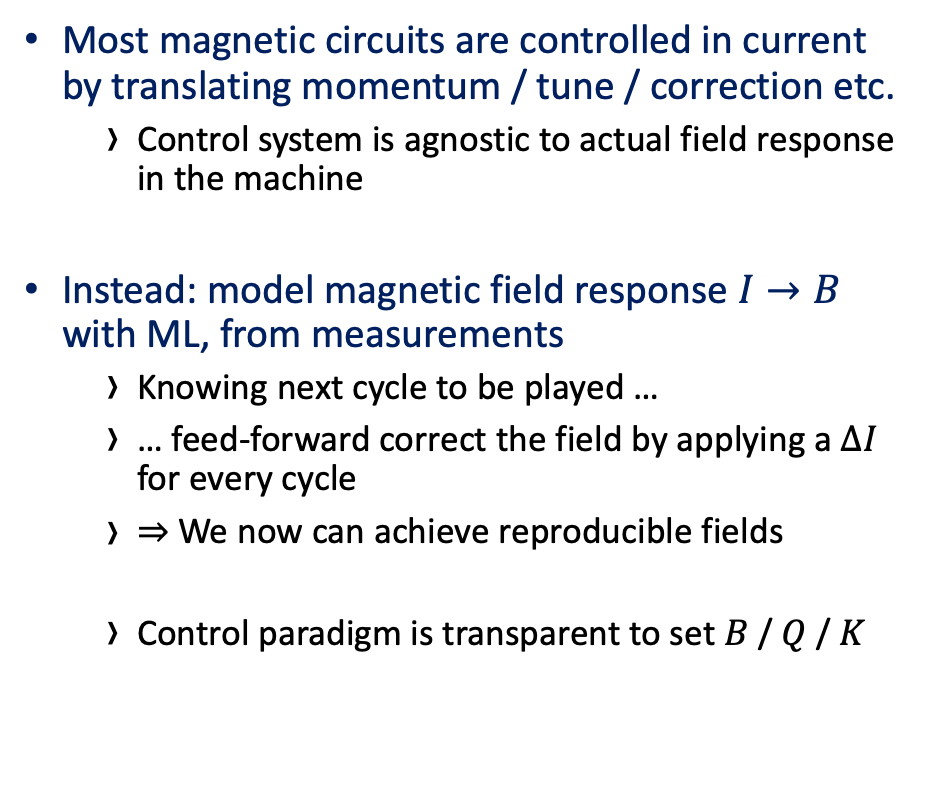 • Most magnetic circuits are controlled in current
by translating momentum / tune / correction etc.
❭ Control system is agnostic to actual field response
in the machine
• Instead: model magnetic field response 𝐼 → 𝐵
with ML, from measurements
❭ Knowing next cycle to be played ...
❭ ... feed-forward correct the field by applying a Δ𝐼
for every cycle
❭ ⇒ We now can achieve reproducible fields
❭ Control paradigm is transparent to set 𝐵 / 𝑄 / 𝐾